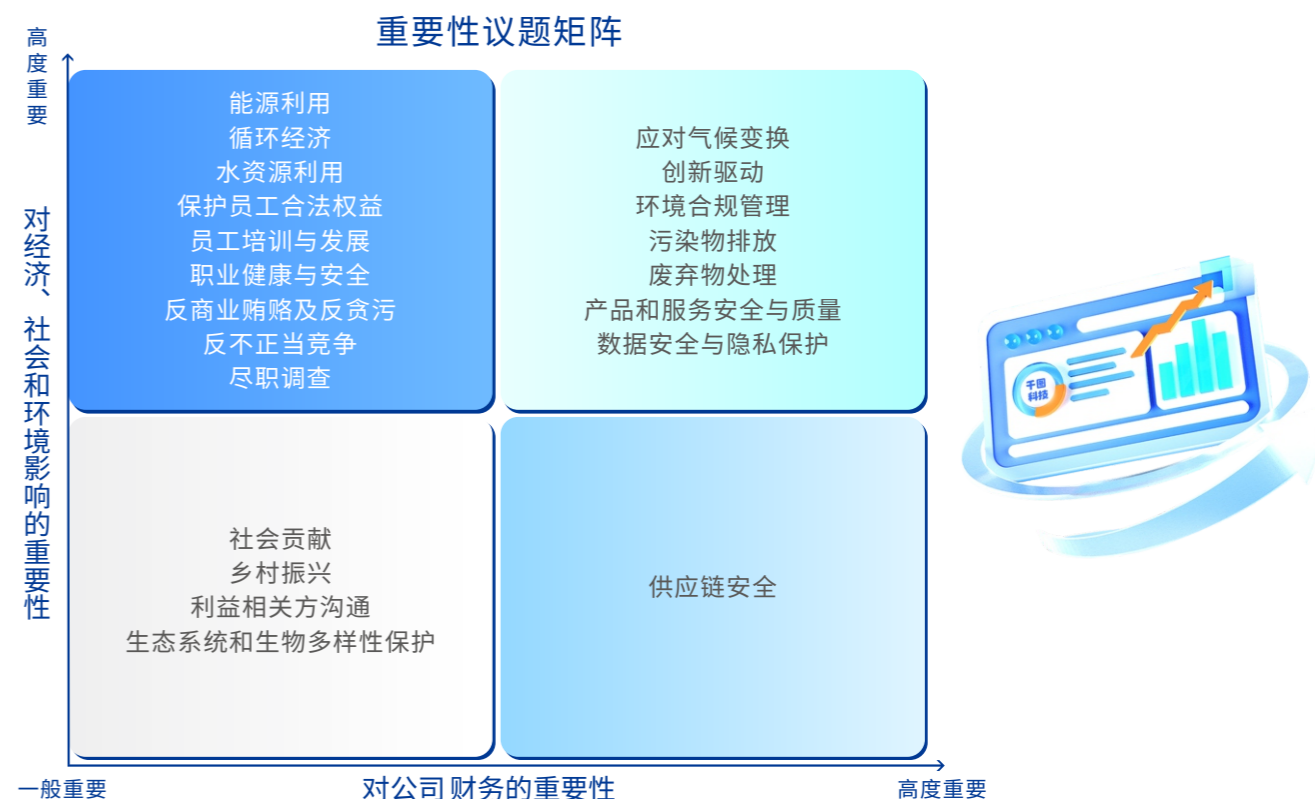 重要性议题矩阵
高度重要
对经济、社会和环境影响的重要性
能源利用
循环经济
水资源利用
保护员工合法权益
员工培训与发展
职业健康与安全
反商业贿赂及反贪污
反不正当竞争
尽职调查
应对气候变换
创新驱动
环境合规管理
污染物排放
废弃物处理
产品和服务安全与质量
数据安全与隐私保护
社会贡献
乡村振兴
利益相关方沟通
生态系统和生物多样性保护
供应链安全
千图
科技
一般重要
对公司财务的重要性
高度重要